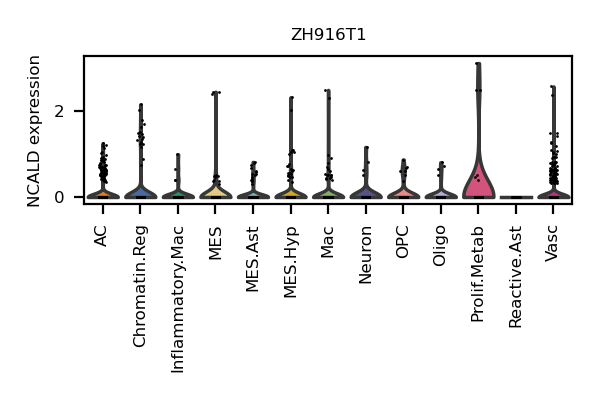 ZH916T1
NCALD expression
2
0
AC
Chromatin.Reg
Inflammatory.Mac
MES
MES.Ast
MES.Hyp
Mac
Neuron
OPC
Oligo
Prolif.Metab
Reactive.Ast
Vasc